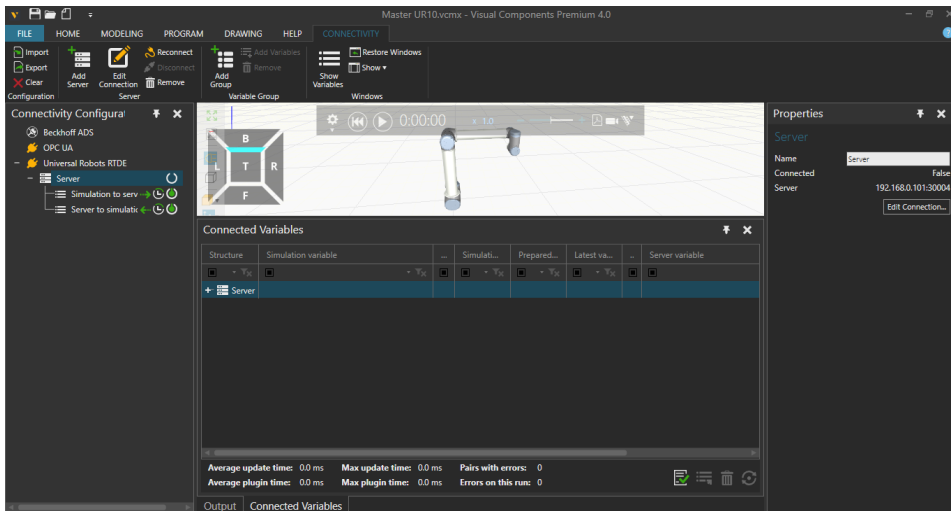 Master UR10.vcmx - Visual Components Premium 4.0
FILE HOME MODELING PROGRAM DRAWING HELP CONNECTIVITY
Import
Export
Clear
Configuration
Add Server
Edit Connection
Reconnect
Disconnect
Remove
Server
Add Group
Add Variables
Remove
Variable Group
Show Variables
Restore Windows
Show
Windows
Connectivity Configurat
Beckhoff ADS
OPC UA
Universal Robots RTDE
Server
Simulation to serv
Server to simulatic
0:00:00 x 1.0
B
L T R
F
Connected Variables
Structure Simulation variable ... Simulati... Prepared... Latest va... .. Server variable
Server
Average update time: 0.0 ms Max update time: 0.0 ms Pairs with errors: 0
Average plugin time: 0.0 ms Max plugin time: 0.0 ms Errors on this run: 0
Output Connected Variables
Properties
Server
Name Server
Connected False
Server 192.168.0.101:30004
Edit Connection...